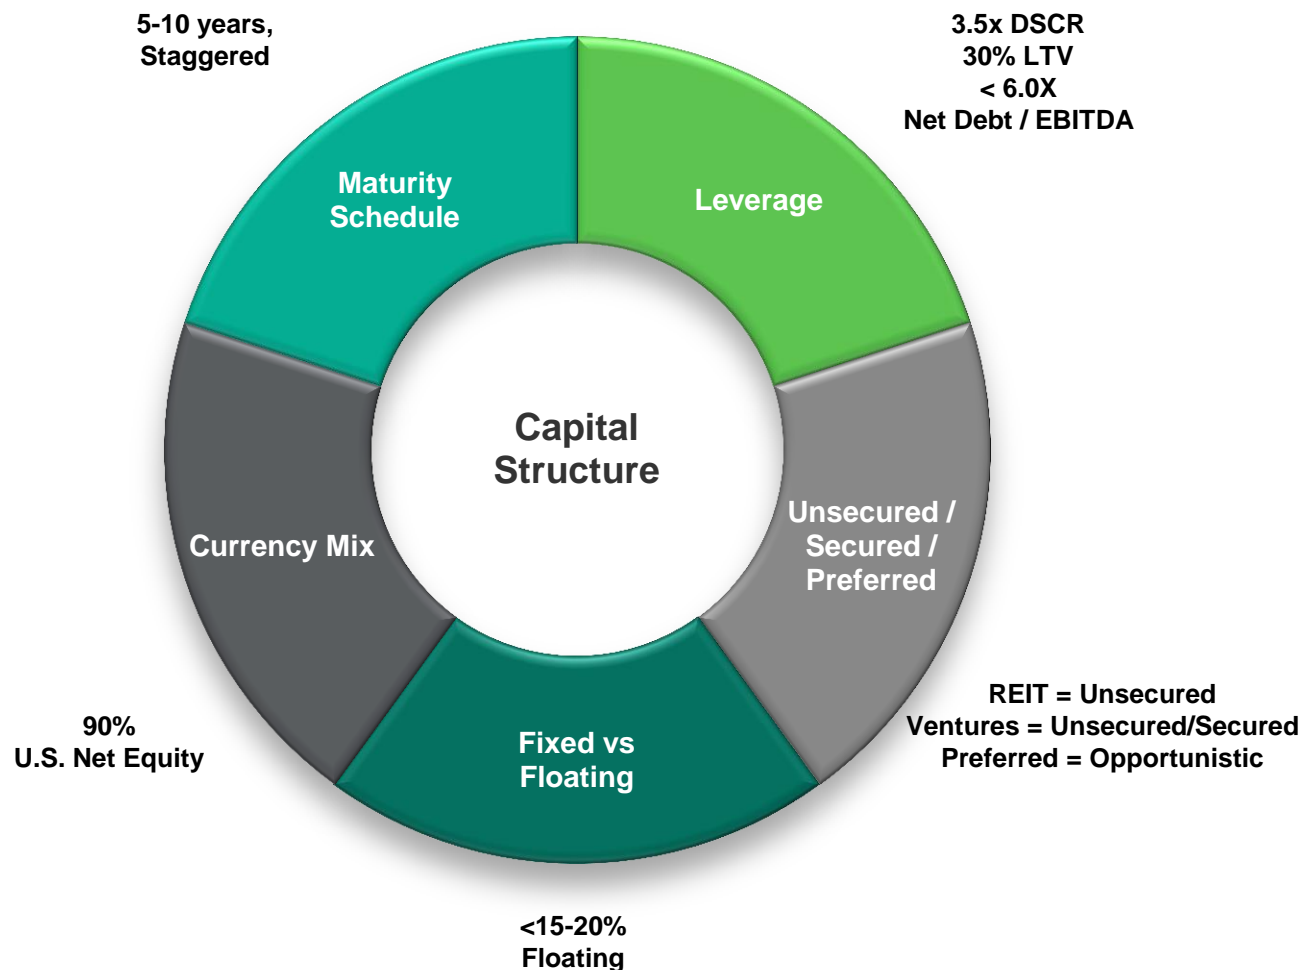 5-10 years,
Staggered
3.5x DSCR
30% LTV
< 6.0X
Net Debt / EBITDA
Maturity
Schedule
Leverage
Capital
Structure
Currency Mix
Unsecured /
Secured /
Preferred
90%
U.S. Net Equity
Fixed vs
Floating
REIT = Unsecured
Ventures = Unsecured/Secured
Preferred = Opportunistic
<15-20%
Floating